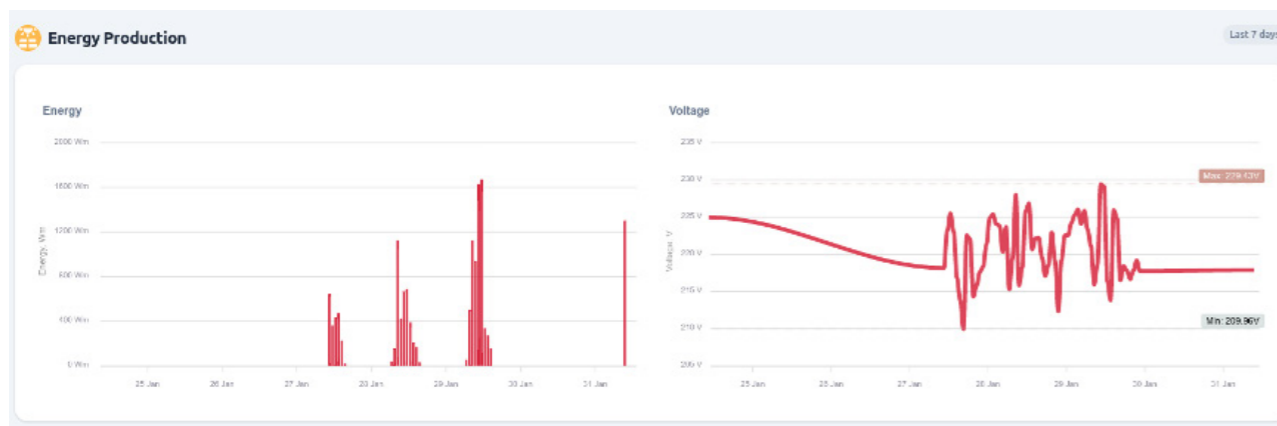 Energy Production
Last 7 days
Energy
2000 Wm
1600 Wm
1200 Wm
800 Wm
400 Wm
0 Wm
Energy, Wm
25 Jan
26 Jan
27 Jan
28 Jan
29 Jan
30 Jan
31 Jan
Voltage
235 V
230 V
225 V
220 V
215 V
210 V
205 V
Voltage, V
Max: 229.43V
Min: 209.96V
25 Jan
26 Jan
27 Jan
28 Jan
29 Jan
30 Jan
31 Jan